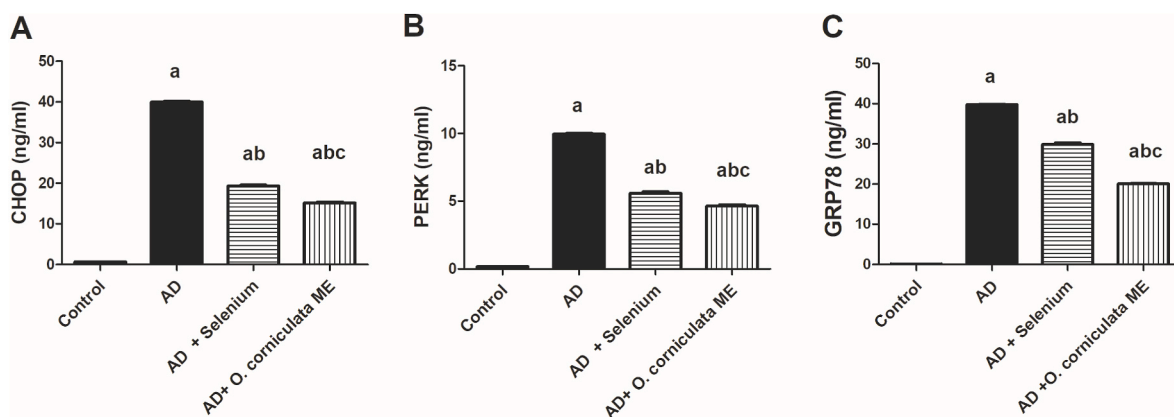 A
CHOP (ng/ml)
50
40
30
20
10
0
a
ab
abc
Control
AD
AD + Selenium
AD+ O. corniculata ME
B
PERK (ng/ml)
15
10
5
0
a
ab
abc
Control
AD
AD + Selenium
AD+ O. corniculata ME
C
GRP78 (ng/ml)
50
40
30
20
10
0
a
ab
abc
Control
AD
AD + Selenium
AD +O. corniculata ME